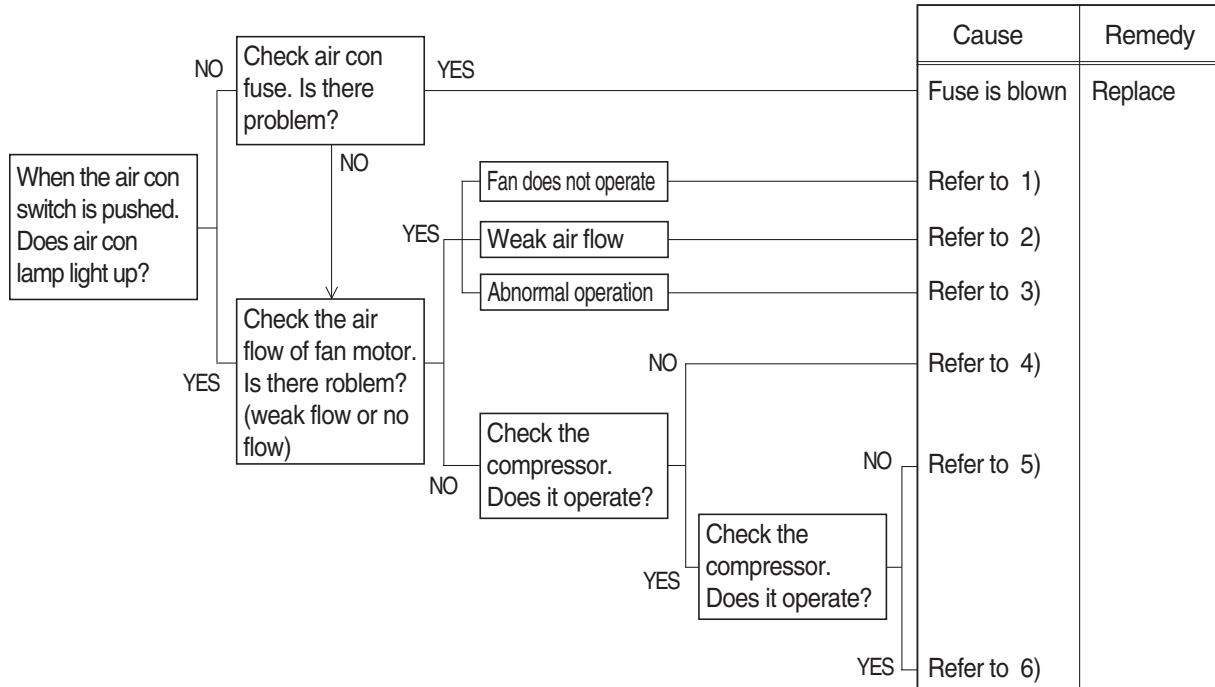 Cause
Remedy
NO
Check air con
fuse. Is there
problem?
YES
Fuse is blown
Replace
NO
When the air con
switch is pushed.
Does air con
lamp light up?
Fan does not operate
Refer to 1)
YES
Weak air flow
Refer to 2)
Abnormal operation
Refer to 3)
YES
Check the air
flow of fan motor.
Is there roblem?
(weak flow or no
flow)
NO
Refer to 4)
NO
Check the
compressor.
Does it operate?
NO
Refer to 5)
YES
Check the
compressor.
Does it operate?
YES
Refer to 6)